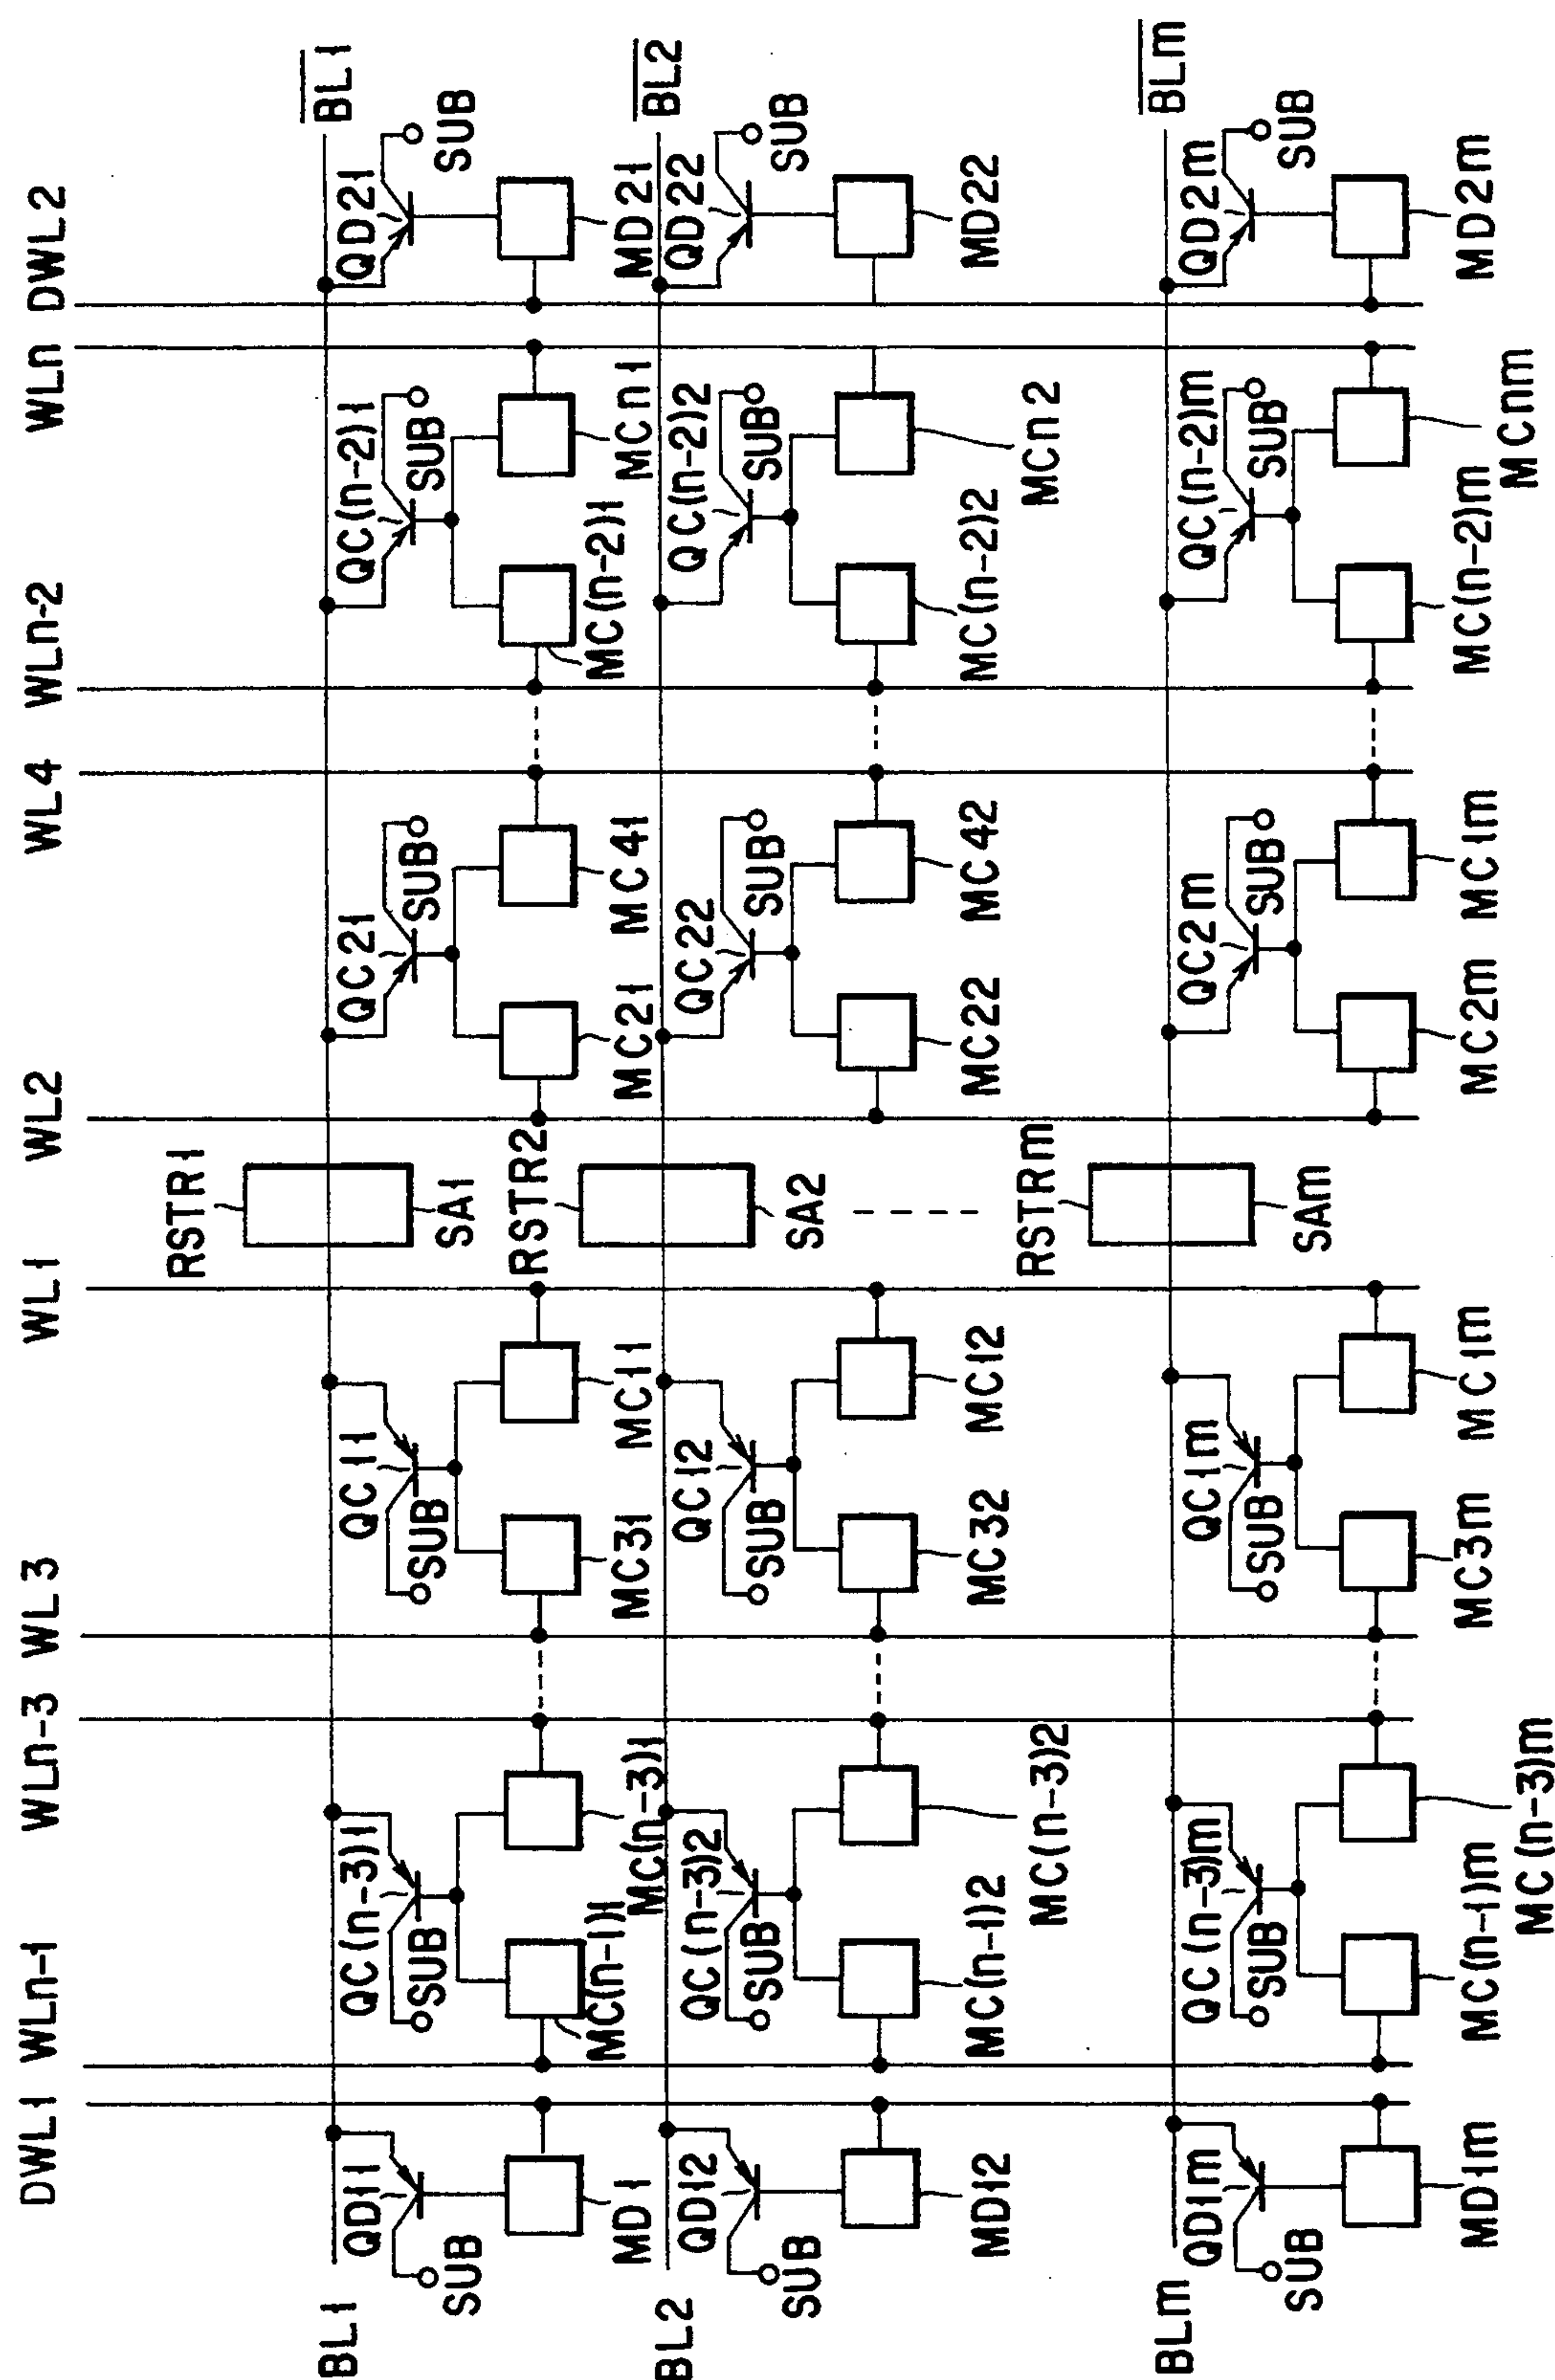 DWL1 WLn-1 WLn-3 WL3 WL1 WL2 WL4 WLn-2 WLn DWL2
RSTR1
BL1 BL1
QD11 QC(n-3)1 QC11 QC21 QC(n-2)1 QD21
SUB SUB SUB SA1 SUB SUB SUB
RSTR2
MD1 MC(n-1)1 MC(n-3)1 MC31 MC11 MC21 MC41 MC(n-2)1 MCn1 MD21
BL2 BL2
QD12 QC(n-3)2 QC12 QC22 QC(n-2)2 QD22
SUB SUB SUB SA2 SUB SUB SUB
MD12 MC(n-1)2 MC(n-3)2 MC32 MC12 MC22 MC42 MC(n-2)2 MCn2 MD22
RSTRm
BLm BLm
QD1m QC(n-3)m QC1m QC2m QC(n-2)m QD2m
SUB SUB SUB SAm SUB SUB SUB
MD1m MC(n-1)m MC(n-3)m MC3m MC1m MC2m MC1m MC(n-2)m MCnm MD2m